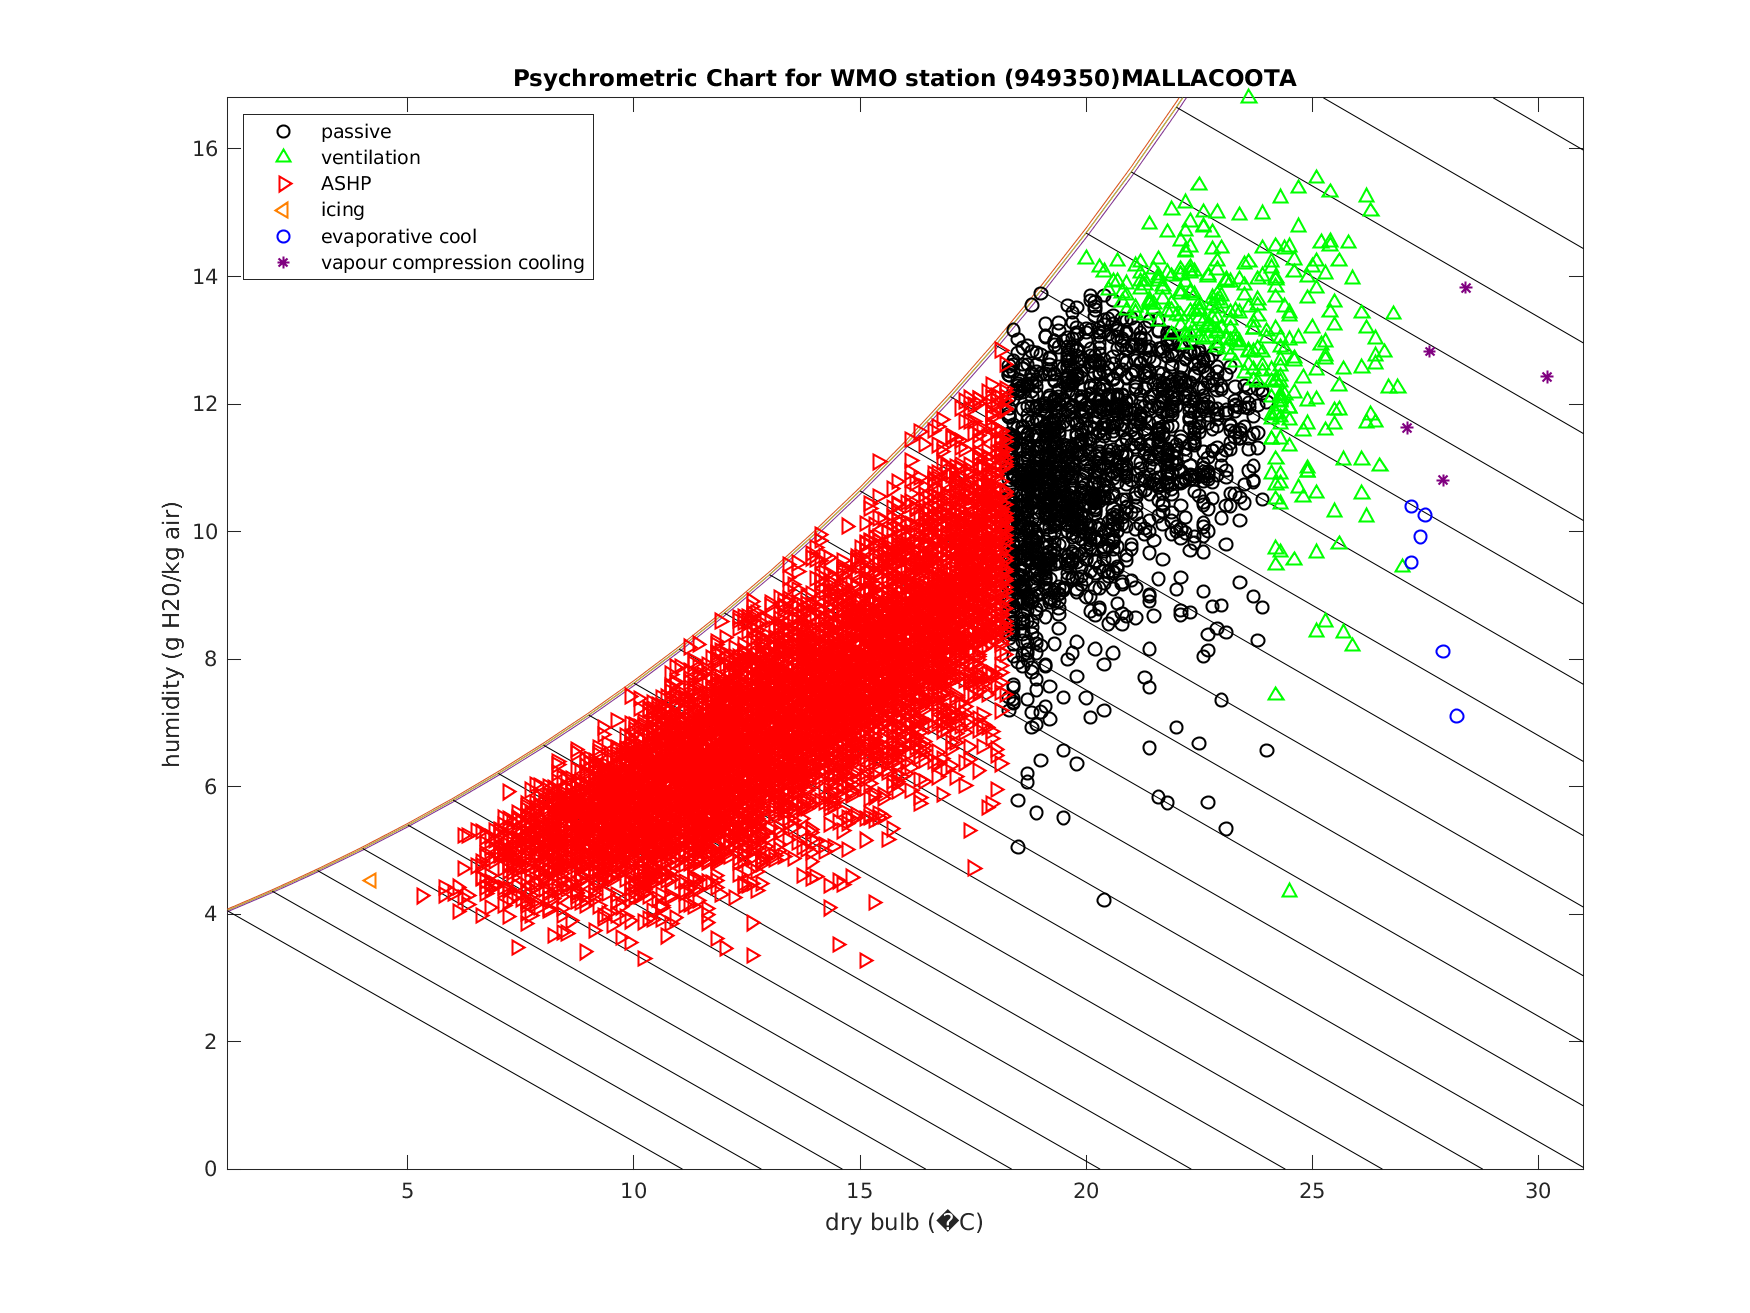 Psychrometric Chart for WMO station (949350)MALLACOOTA
passive
ventilation
ASHP
icing
evaporative cool
vapour compression cooling
humidity (g H20/kg air)
16
14
12
10
8
6
4
2
0
5 10 15 20 25 30
dry bulb (�C)